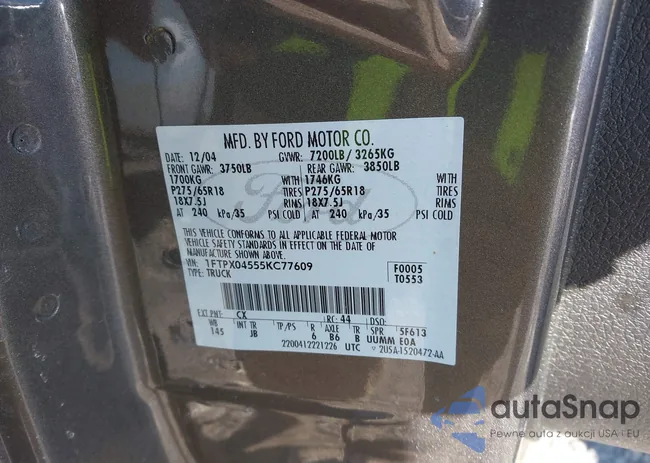 MFD. BY FORD MOTOR CO.
DATE: 12/04 GVWR: 7200LB/ 3265KG
FRONT GAWR: 3750LB REAR GAWR: 3850LB
1700KG WITH 1746KG WITH
P275/65R18 TIRES P275/65R18 TIRES
18X7.5J RIMS 18X7.5J RIMS
AT 240 kPa/35 PSI COLD AT 240 kPa/35 PSI COLD
THIS VEHICLE CONFORMS TO ALL APPLICABLE FEDERAL MOTOR
VEHICLE SAFETY STANDARDS IN EFFECT ON THE DATE OF
MANUFACTURE SHOWN ABOVE.
VIN: 1FTPX04555KC77609 F0005
TYPE: TRUCK T0553
EXT PNT: CX RC: 44 DSO:
WB INT TR TP/PS R AXLE TR SPR 5F613
145 JB 6 B6 B UUMM E0A
2200412221226 UTC 2U5A-1520472-AA
Ford
autaSnap
Pewne auta z aukcji USA i EU